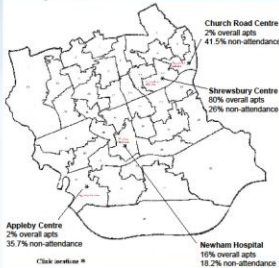 Church Road Centre
2% overall apts
41.5% non-attendance
Shrewsbury Centre
80% overall apts
26% non-attendance
Appleby Centre
2% overall apts
35.7% non-attendance
Newham Hospital
16% overall apts
18.2% non-attendance
Clinic locations